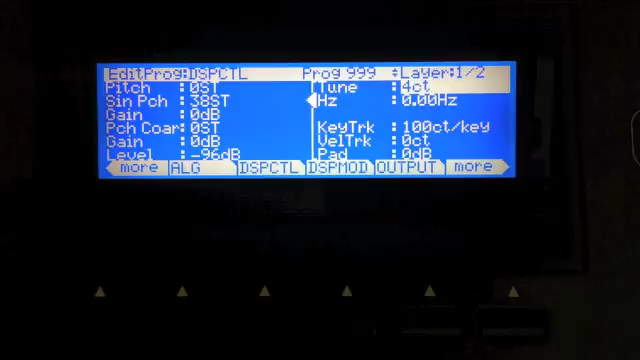 EditProg:DSPCTL Prog 999 Layer:1/2
Pitch :0ST Tune :4ct
Sin Pch :38ST Hz :0.00Hz
Gain :0dB
Pch Coar:0ST KeyTrk :100ct/key
Gain :0dB VelTrk :0ct
Level :-96dB Pad :0dB
more ALG DSPCTL DSPMOD OUTPUT more